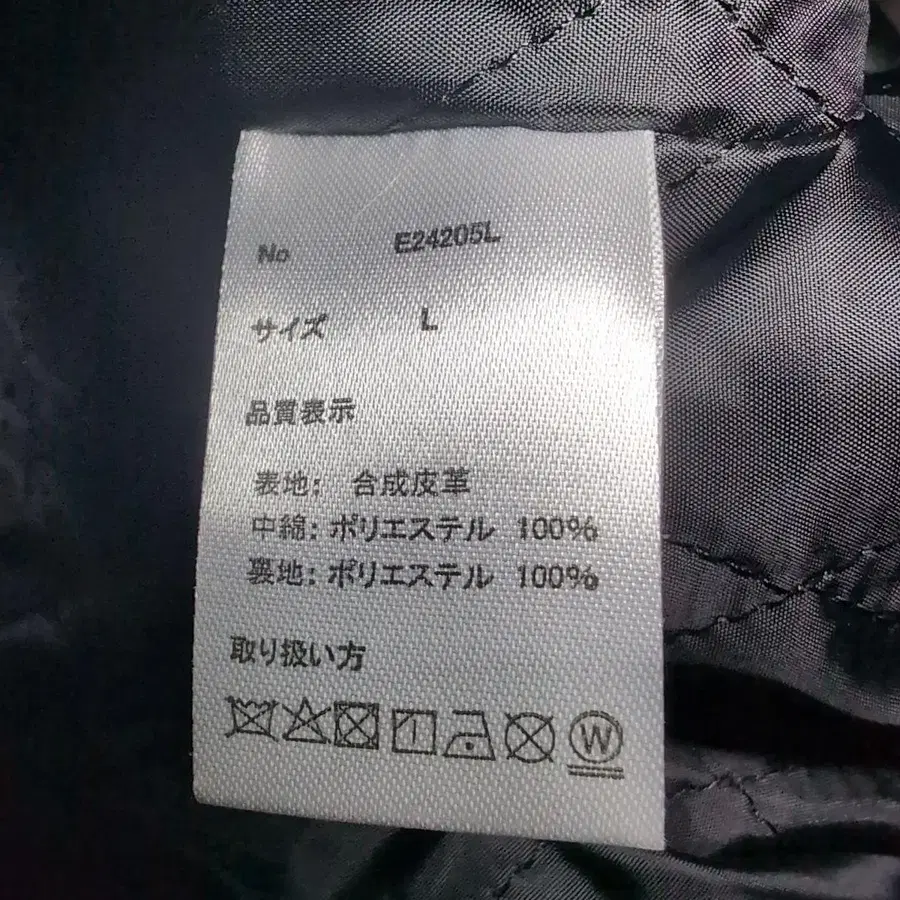 No E24205L
サイズ L
品質表示
表地: 合成皮革
中綿: ポリエステル 100%
裏地: ポリエステル 100%
取り扱い方
W